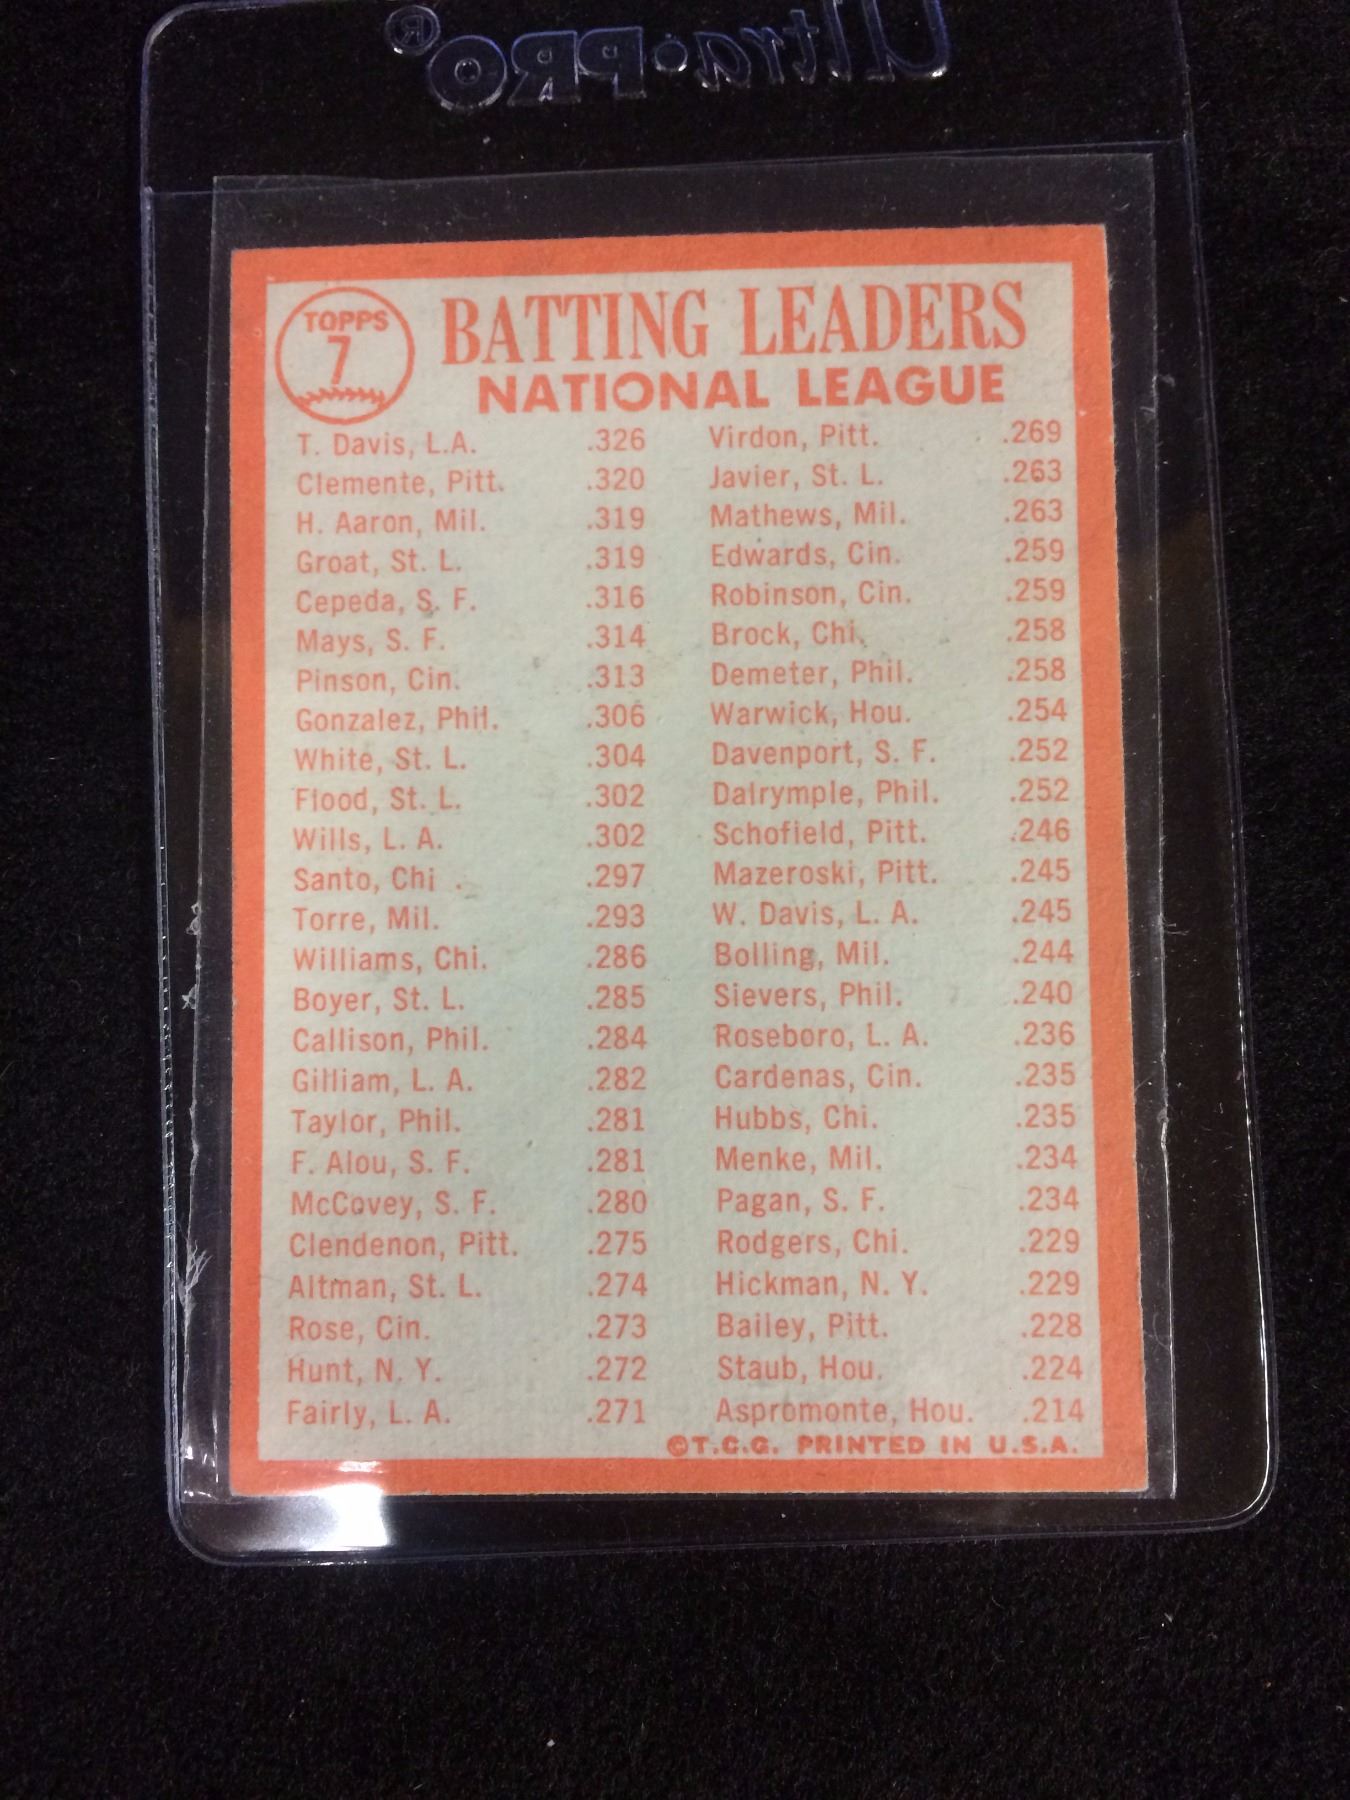 Ultra•PRO®
TOPPS
7
BATTING LEADERS
NATIONAL LEAGUE
T. Davis, L.A. .326
Clemente, Pitt. .320
H. Aaron, Mil. .319
Groat, St. L. .319
Cepeda, S. F. .316
Mays, S. F. .314
Pinson, Cin. .313
Gonzalez, Phil. .306
White, St. L. .304
Flood, St. L. .302
Wills, L. A. .302
Santo, Chi . .297
Torre, Mil. .293
Williams, Chi. .286
Boyer, St. L. .285
Callison, Phil. .284
Gilliam, L. A. .282
Taylor, Phil. .281
F. Alou, S. F. .281
McCovey, S. F. .280
Clendenon, Pitt. .275
Altman, St. L. .274
Rose, Cin. .273
Hunt, N. Y. .272
Fairly, L. A. .271
Virdon, Pitt. .269
Javier, St. L. .263
Mathews, Mil. .263
Edwards, Cin. .259
Robinson, Cin. .259
Brock, Chi. .258
Demeter, Phil. .258
Warwick, Hou. .254
Davenport, S. F. .252
Dalrymple, Phil. .252
Schofield, Pitt. .246
Mazeroski, Pitt. .245
W. Davis, L. A. .245
Bolling, Mil. .244
Sievers, Phil. .240
Roseboro, L. A. .236
Cardenas, Cin. .235
Hubbs, Chi. .235
Menke, Mil. .234
Pagan, S. F. .234
Rodgers, Chi. .229
Hickman, N. Y. .229
Bailey, Pitt. .228
Staub, Hou. .224
Aspromonte, Hou. .214
©T.C.G. PRINTED IN U.S.A.